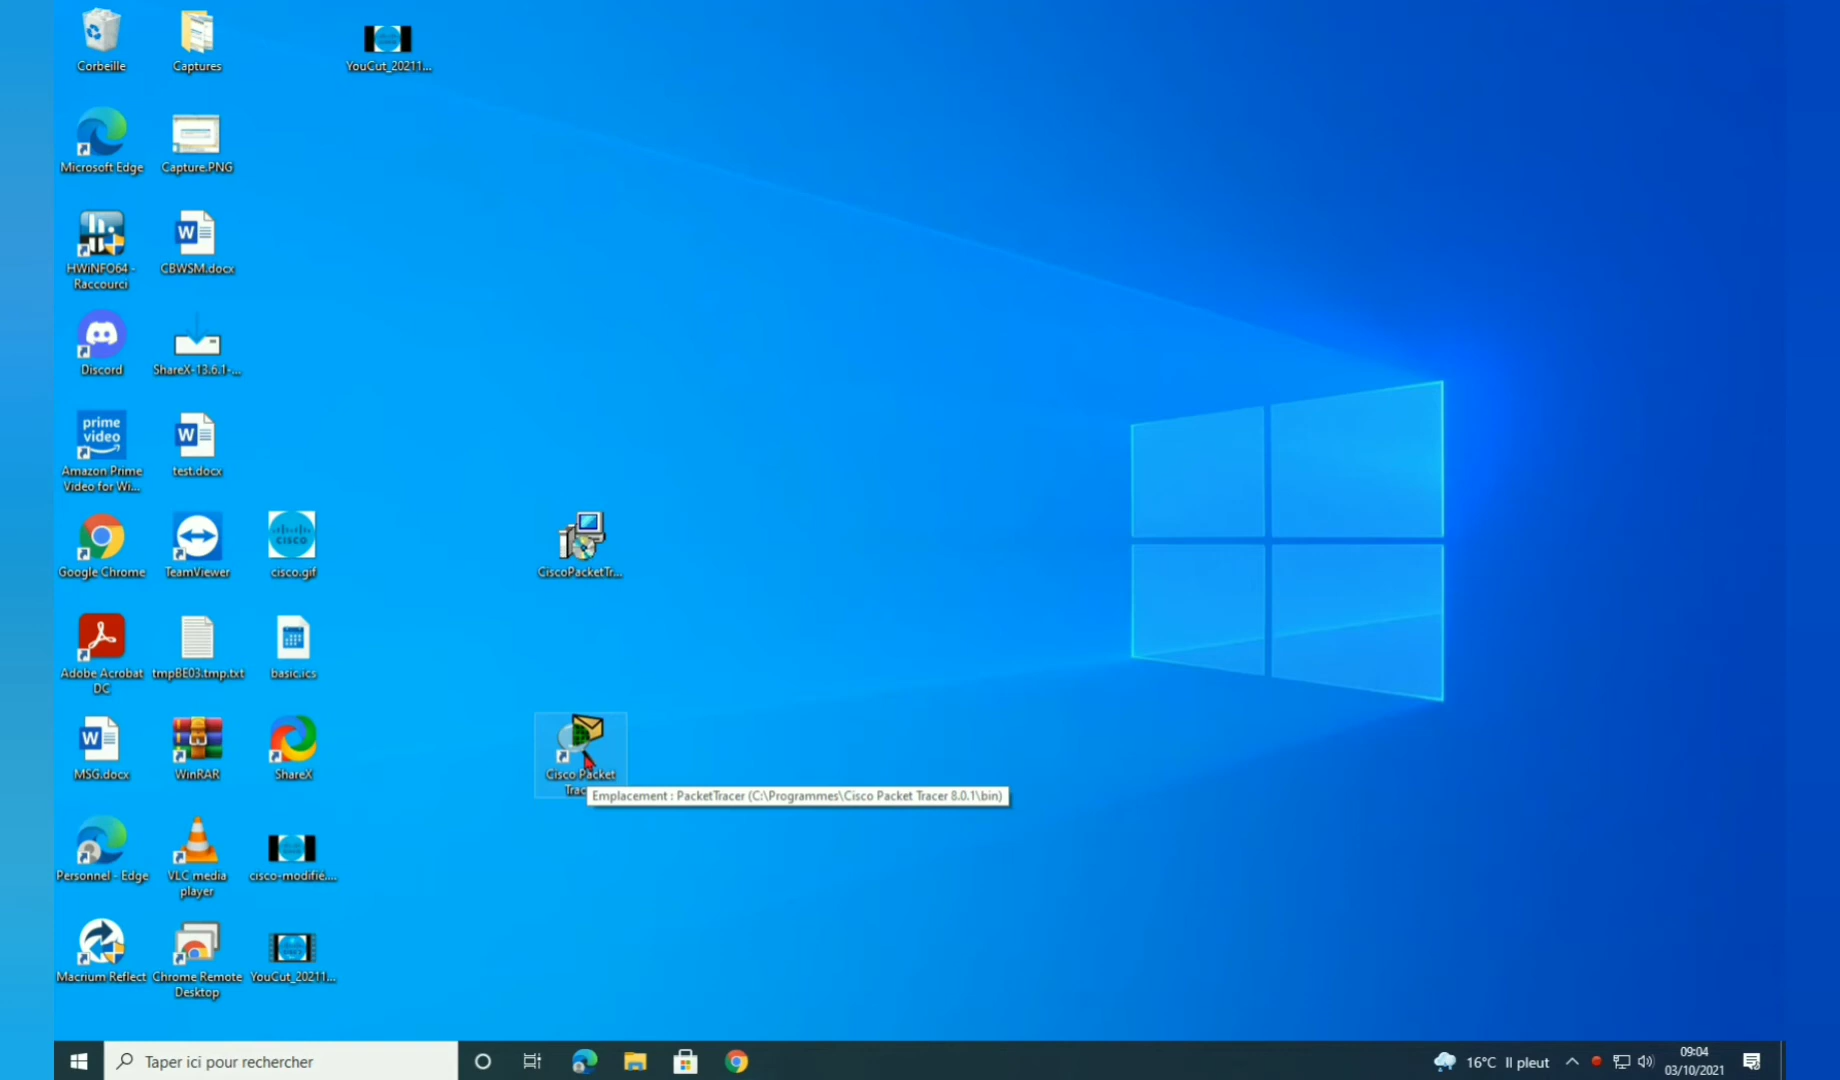 Corbeille
Captures
YouCut_20211...
Microsoft Edge
Capture.PNG
HWiNFO64 -
Raccourci
CBWSM.docx
Discord
ShareX-13.6.1-...
prime
video
Amazon Prime
Video for Wi...
test.docx
Google Chrome
TeamViewer
CISCO
cisco.gif
CiscoPacketTr...
Adobe Acrobat
DC
tmpBE03.tmp.txt
basic.ics
MSG.docx
WinRAR
ShareX
Cisco Packet
Emplacement : PacketTracer (C:\Programmes\Cisco Packet Tracer 8.0.1\bin)
Personnel - Edge
VLC media
player
cisco-modifié....
Macrium Reflect
Chrome Remote
Desktop
YouCut_20211...
Taper ici pour rechercher
16°C Il pleut
09:04
03/10/2021